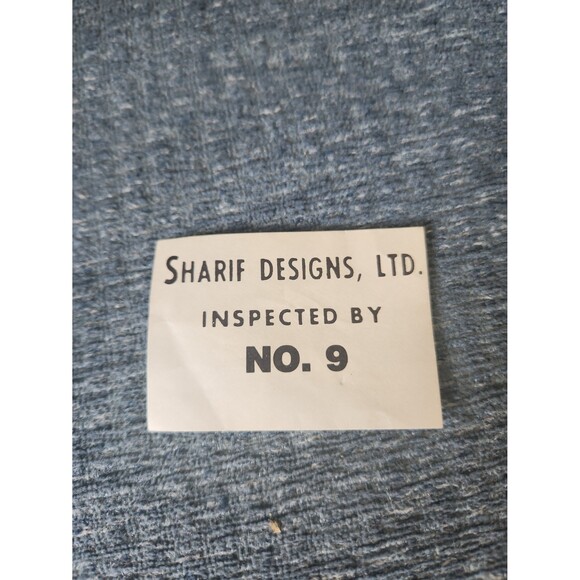 SHARIF DESIGNS, LTD.
INSPECTED BY
NO. 9